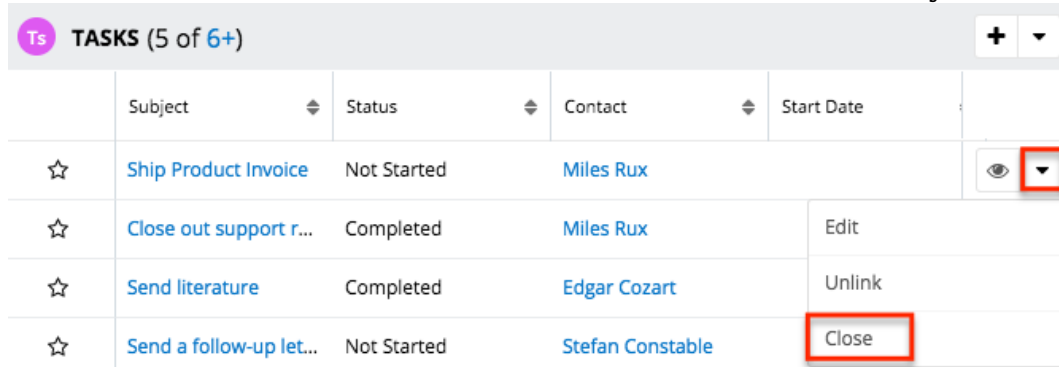 Ts TASKS (5 of 6+)
Subject Status Contact Start Date
Ship Product Invoice Not Started Miles Rux
Close out support r... Completed Miles Rux
Edit
Send literature Completed Edgar Cozart
Unlink
Send a follow-up let... Not Started Stefan Constable
Close